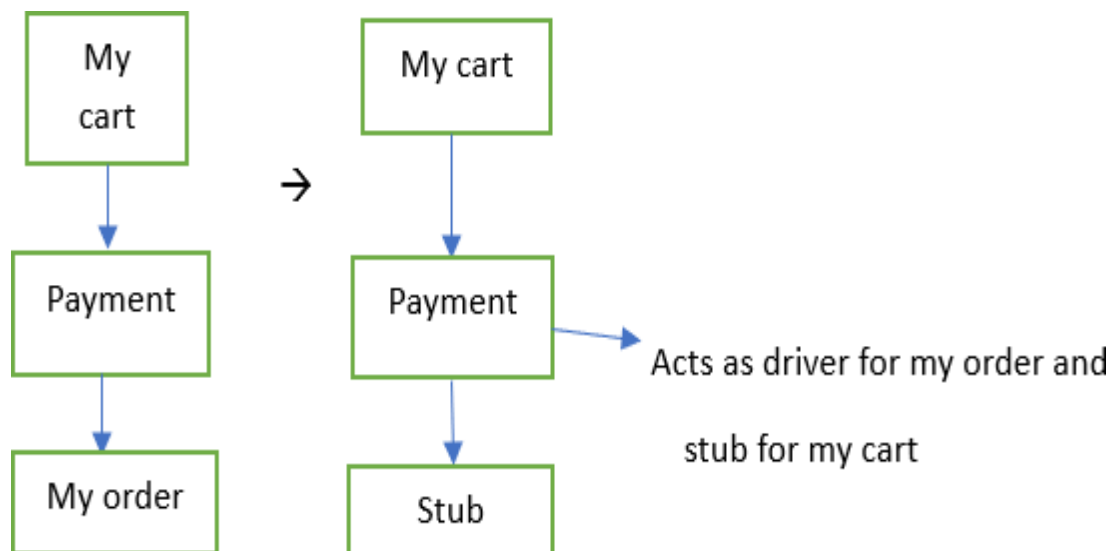 My
cart
Payment
My order
→
My cart
Payment
Stub
Acts as driver for my order and
stub for my cart